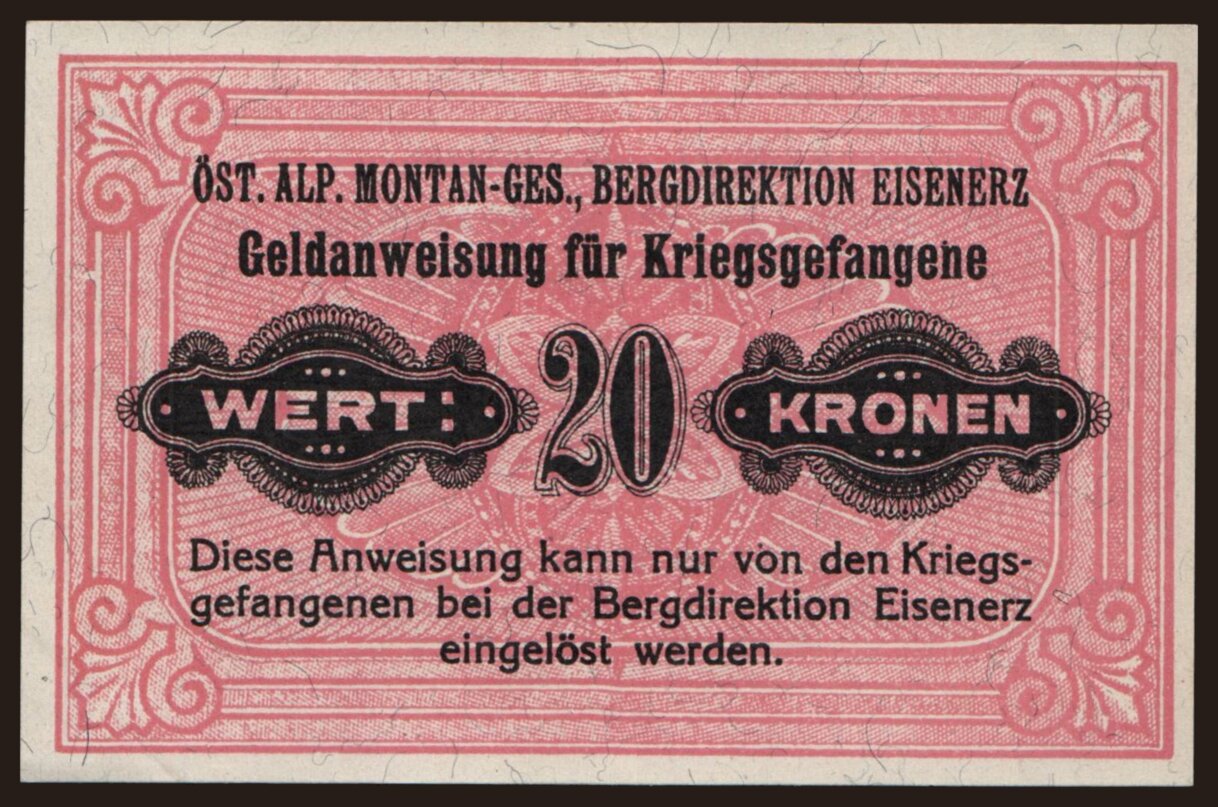 ÖST. ALP. MONTAN-GES., BERGDIREKTION EISENERZ
Geldanweisung für Kriegsgefangene
WERT: 20 KRONEN
Diese Anweisung kann nur von den Kriegs-
gefangenen bei der Bergdirektion Eisenerz
eingelöst werden.